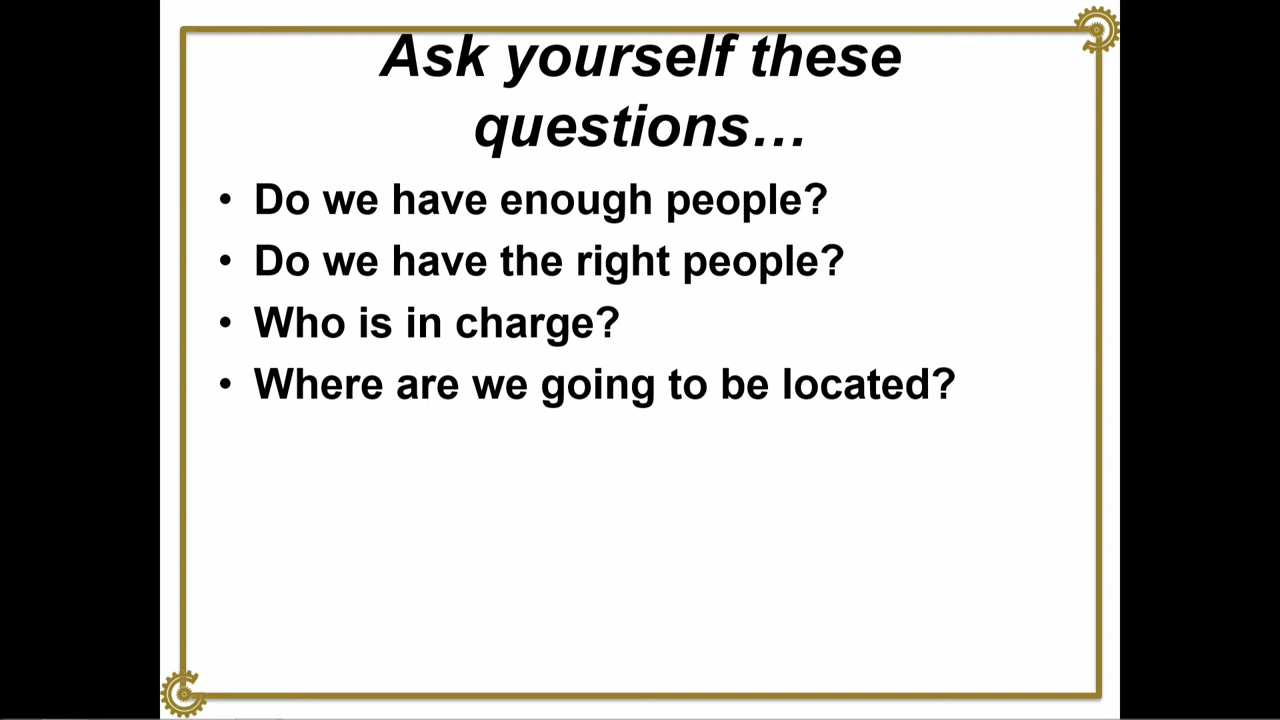 Ask yourself these
questions…
• Do we have enough people?
• Do we have the right people?
• Who is in charge?
• Where are we going to be located?